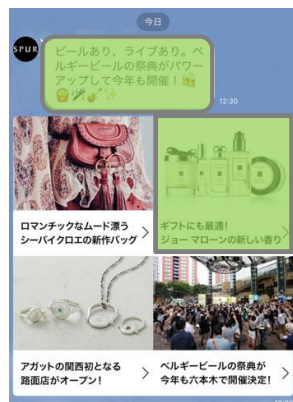 今日
SPUR
ビールあり、ライブあり。ベ
ルギービールの祭典がパワー
アップして今年も開催！
12:30
ロマンチックなムード漂う
シーバイクロエの新作バッグ
ギフトにも最適！
ジョー マローンの新しい香り
アガットの関西初となる
路面店がオープン！
ベルギービールの祭典が
今年も六本木で開催決定！